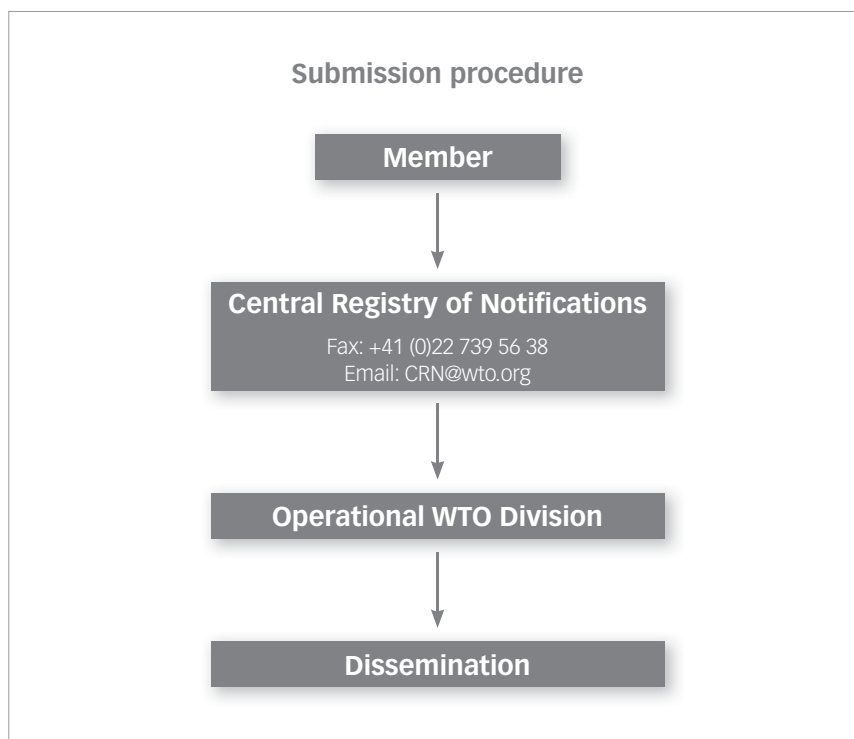 Submission procedure
Member
Central Registry of Notifications
Fax: +41 (0)22 739 56 38
Email: CRN@wto.org
Operational WTO Division
Dissemination